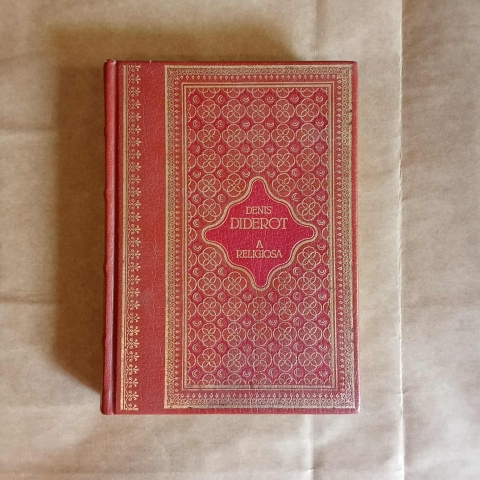 DENIS
DIDEROT
A
RELIGIOSA